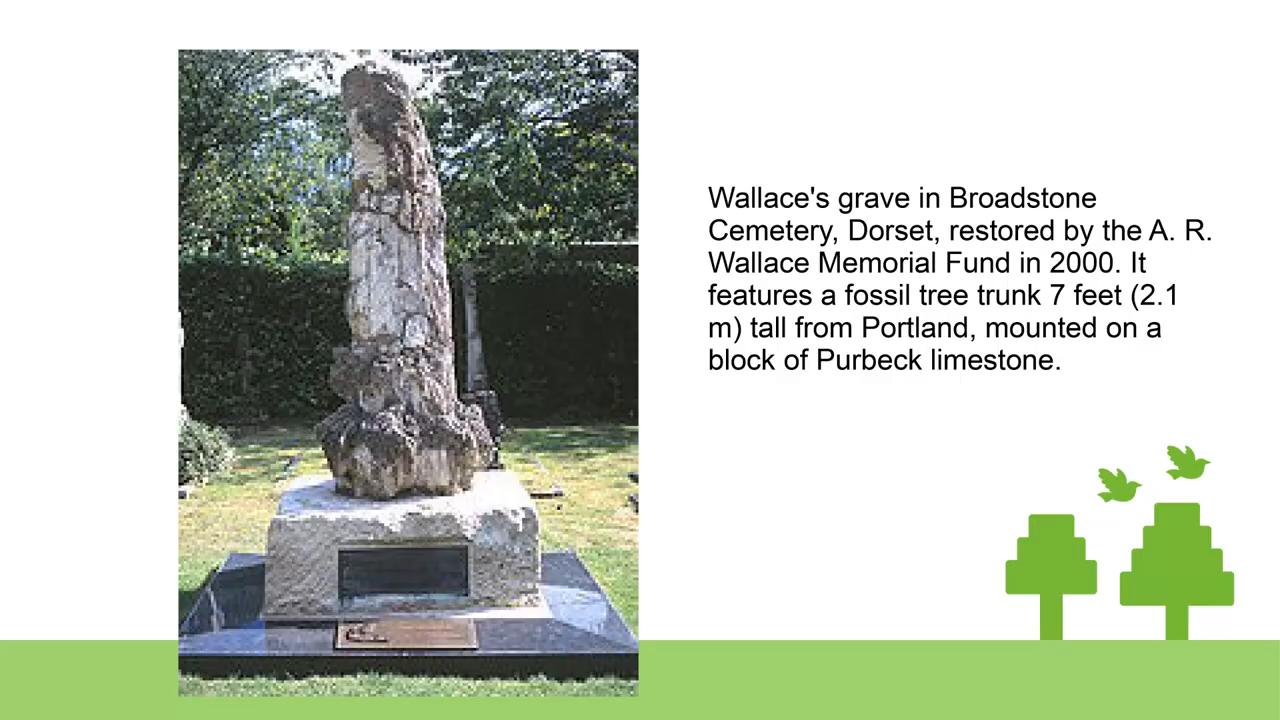 Wallace's grave in Broadstone
Cemetery, Dorset, restored by the A. R.
Wallace Memorial Fund in 2000. It
features a fossil tree trunk 7 feet (2.1
m) tall from Portland, mounted on a
block of Purbeck limestone.